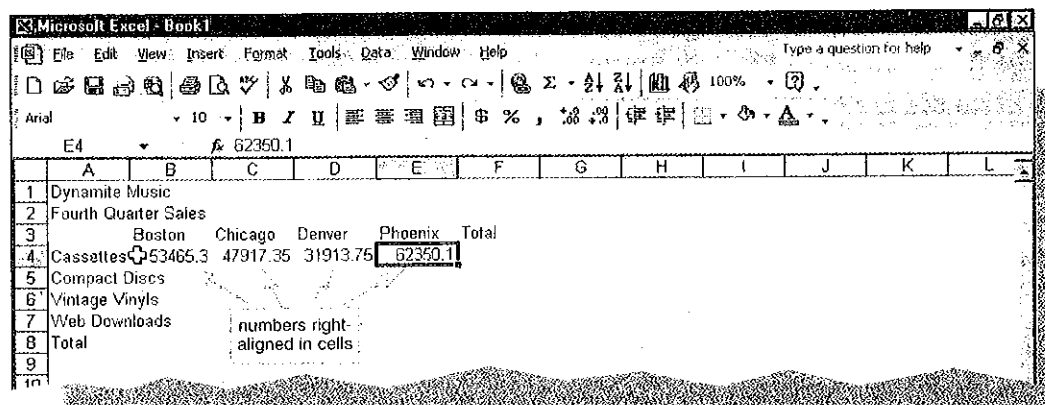 Microsoft Excel - Book1
File Edit View Insert Format Tools Data Window Help Type a question for help
100%
Arial 10 B I U $ % ,
E4 fx 62350.1
A B C D E F G H I J K L
1 Dynamite Music
2 Fourth Quarter Sales
3 Boston Chicago Denver Phoenix Total
4 Cassettes 53465.3 47917.35 31913.75 62350.1
5 Compact Discs
6 Vintage Vinyls
7 Web Downloads
8 Total
9
10
numbers right-
aligned in cells